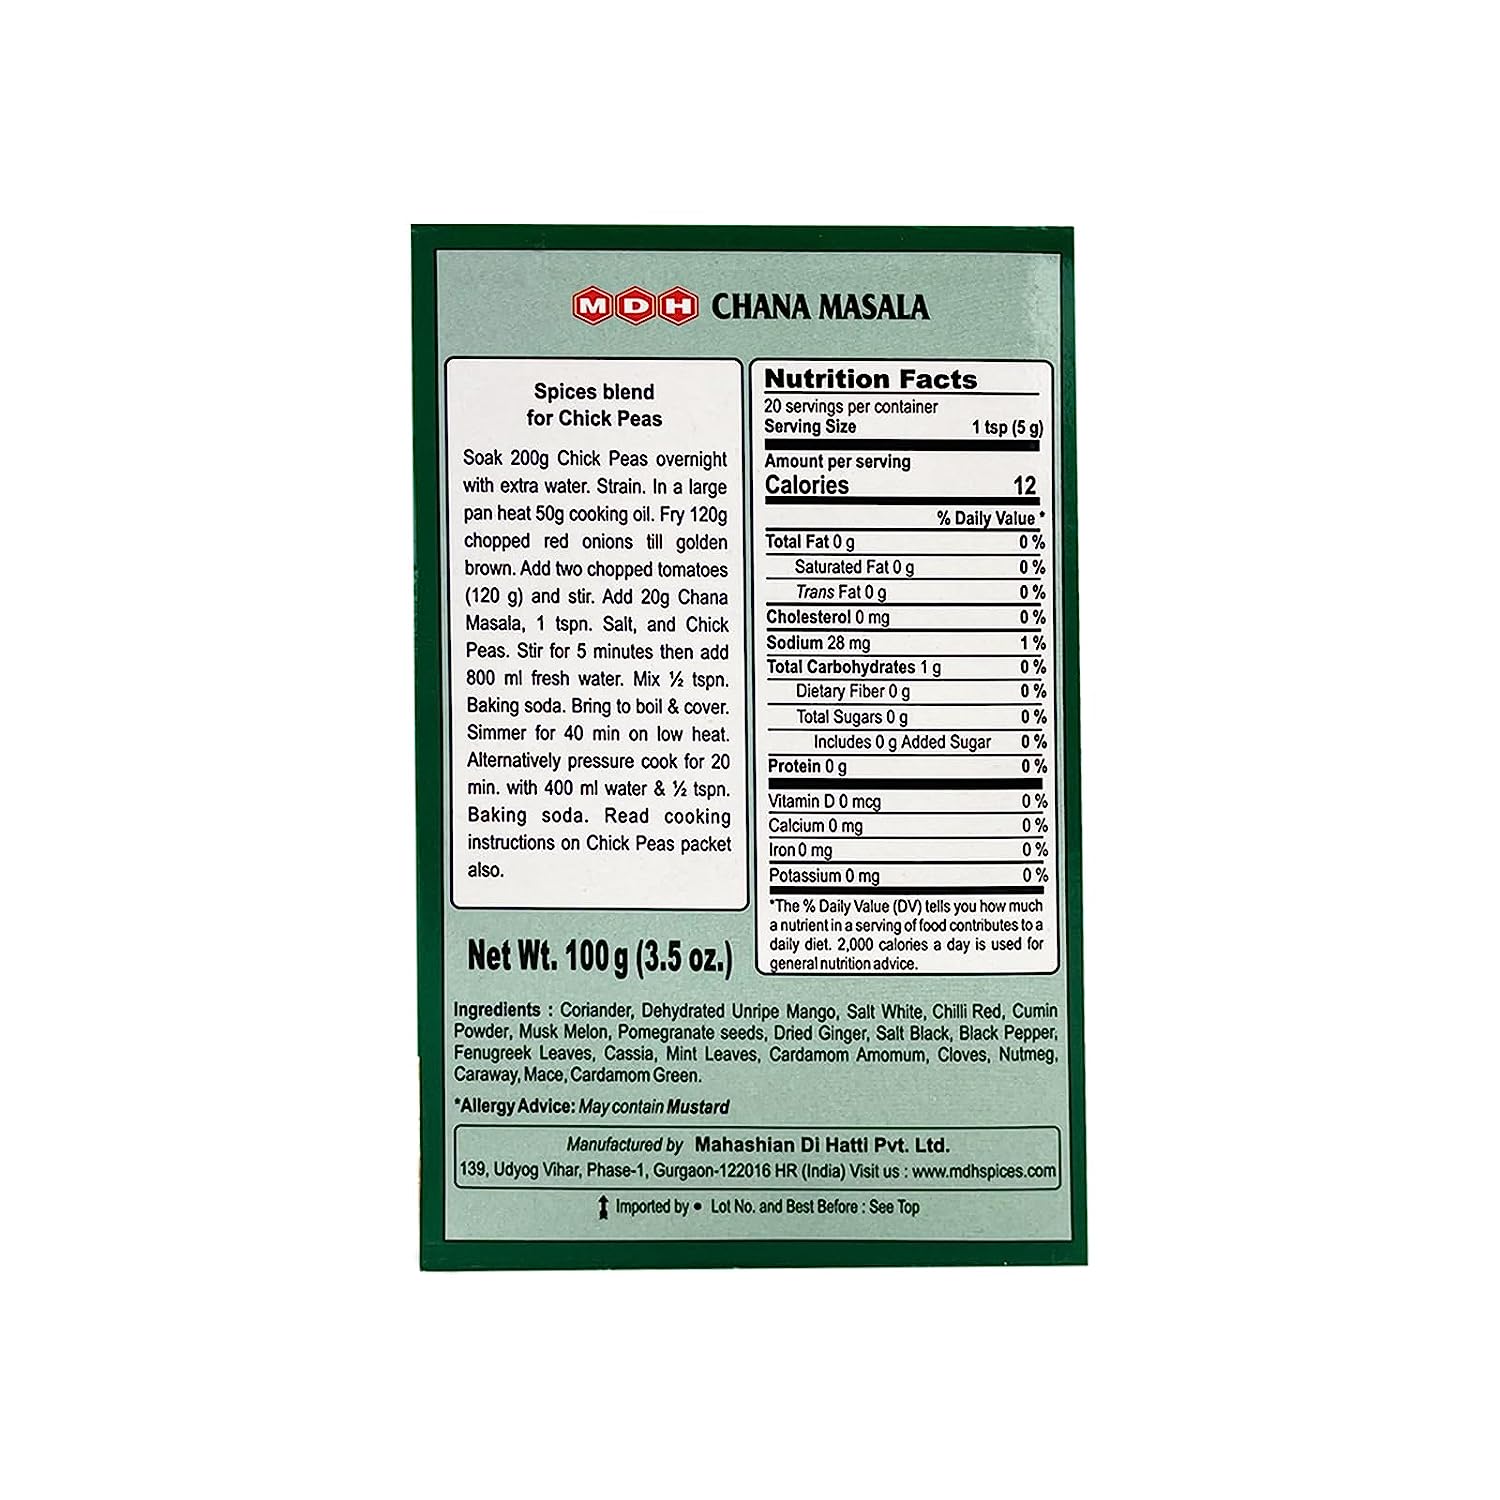 MDH CHANA MASALA
Spices blend
for Chick Peas
Soak 200g Chick Peas overnight
with extra water. Strain. In a large
pan heat 50g cooking oil. Fry 120g
chopped red onions till golden
brown. Add two chopped tomatoes
(120 g) and stir. Add 20g Chana
Masala, 1 tspn. Salt, and Chick
Peas. Stir for 5 minutes then add
800 ml fresh water. Mix ½ tspn.
Baking soda. Bring to boil & cover.
Simmer for 40 min on low heat.
Alternatively pressure cook for 20
min. with 400 ml water & ½ tspn.
Baking soda. Read cooking
instructions on Chick Peas packet
also.
Net Wt. 100 g (3.5 oz.)
Nutrition Facts
20 servings per container
Serving Size 1 tsp (5 g)
Amount per serving
Calories 12
% Daily Value *
Total Fat 0 g 0 %
Saturated Fat 0 g 0 %
Trans Fat 0 g 0 %
Cholesterol 0 mg 0 %
Sodium 28 mg 1 %
Total Carbohydrates 1 g 0 %
Dietary Fiber 0 g 0 %
Total Sugars 0 g 0 %
Includes 0 g Added Sugar 0 %
Protein 0 g 0 %
Vitamin D 0 mcg 0 %
Calcium 0 mg 0 %
Iron 0 mg 0 %
Potassium 0 mg 0 %
*The % Daily Value (DV) tells you how much
a nutrient in a serving of food contributes to a
daily diet. 2,000 calories a day is used for
general nutrition advice.
Ingredients : Coriander, Dehydrated Unripe Mango, Salt White, Chilli Red, Cumin
Powder, Musk Melon, Pomegranate seeds, Dried Ginger, Salt Black, Black Pepper,
Fenugreek Leaves, Cassia, Mint Leaves, Cardamom Amomum, Cloves, Nutmeg,
Caraway, Mace, Cardamom Green.
*Allergy Advice: May contain Mustard
Manufactured by Mahashian Di Hatti Pvt. Ltd.
139, Udyog Vihar, Phase-1, Gurgaon-122016 HR (India) Visit us : www.mdhspices.com
Imported by • Lot No. and Best Before : See Top